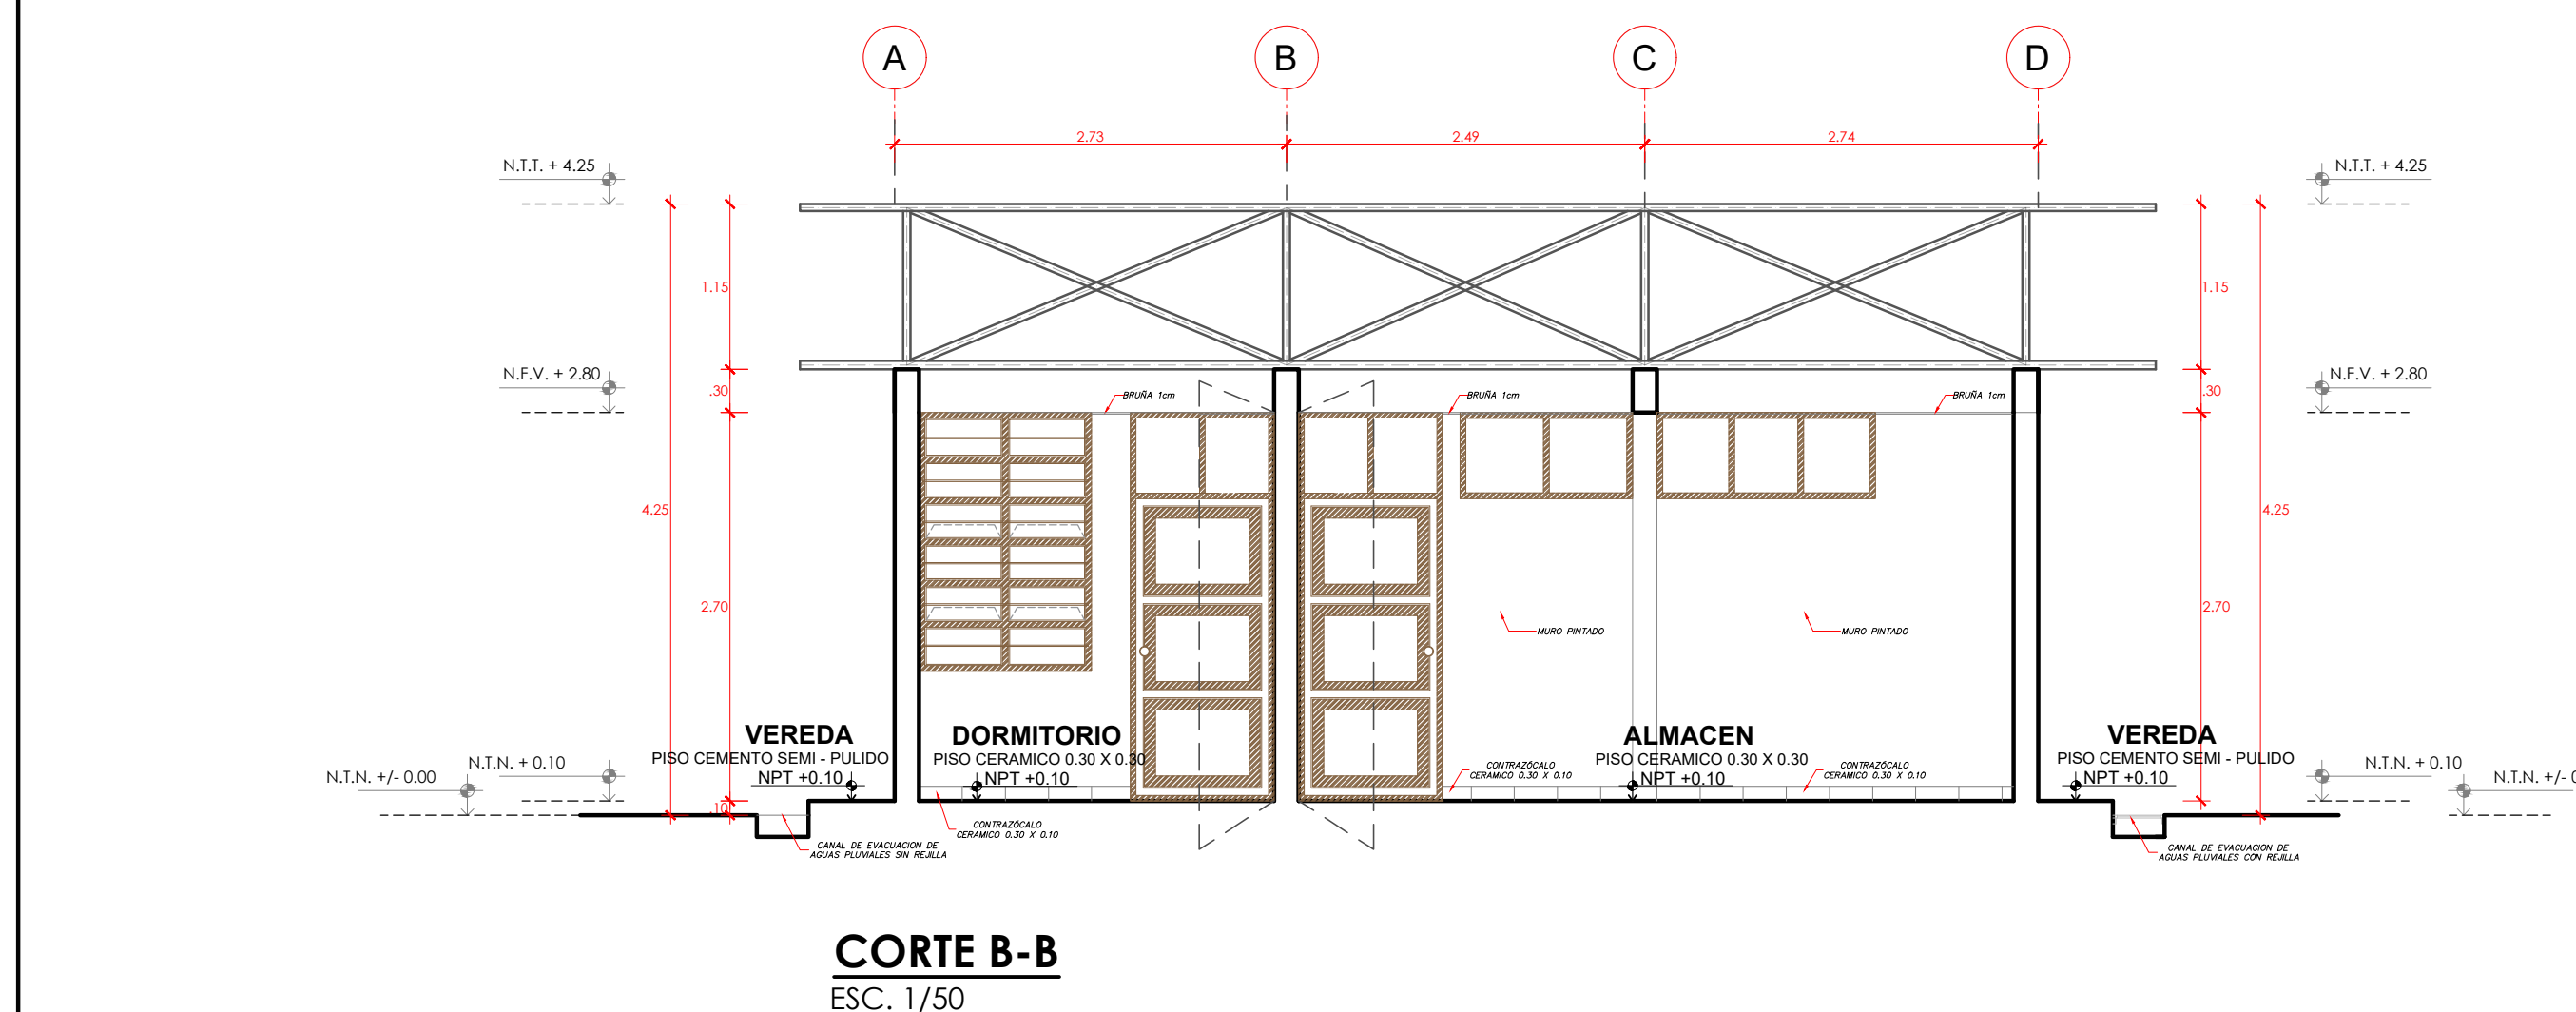 A B C D
2.73 2.49 2.74
N.T.T. + 4.25 N.T.T. + 4.25
1.15 1.15
N.F.V. + 2.80 N.F.V. + 2.80
.30 .30
BRUÑA 1cm BRUÑA 1cm BRUÑA 1cm
4.25 4.25
2.70 2.70
MURO PINTADO MURO PINTADO
VEREDA DORMITORIO ALMACEN VEREDA
PISO CEMENTO SEMI - PULIDO PISO CERAMICO 0.30 X 0.30 PISO CERAMICO 0.30 X 0.30 PISO CEMENTO SEMI - PULIDO
NPT +0.10 NPT +0.10 NPT +0.10 NPT +0.10
N.T.N. +/- 0.00 N.T.N. + 0.10 N.T.N. + 0.10 N.T.N. +/- 0
CONTRAZÓCALO CONTRAZÓCALO
CERAMICO 0.30 X 0.10 CERAMICO 0.30 X 0.10
.10
CONTRAZÓCALO
CERAMICO 0.30 X 0.10
CANAL DE EVACUACION DE
AGUAS PLUVIALES SIN REJILLA
CANAL DE EVACUACION DE
AGUAS PLUVIALES CON REJILLA
CORTE B-B
ESC. 1/50